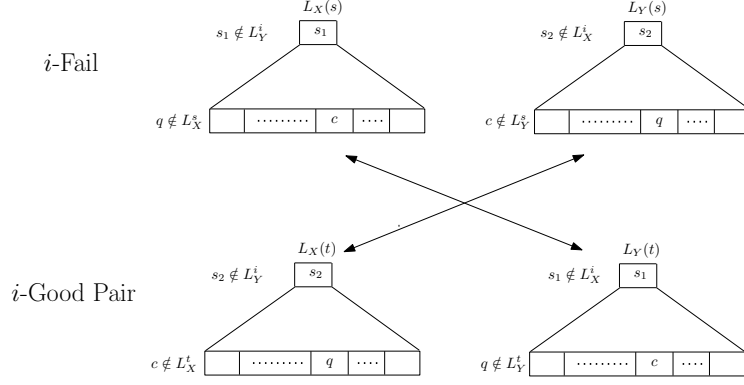 L_X(s) L_Y(s)
s_1 ∉ L_Y^i s_1 s_2 ∉ L_X^i s_2
i-Fail
q ∉ L_X^s ......... c .... c ∉ L_Y^s ......... q ....
L_X(t) L_Y(t)
s_2 ∉ L_Y^i s_2 s_1 ∉ L_X^i s_1
i-Good Pair
c ∉ L_X^t ......... q .... q ∉ L_Y^t ......... c ....